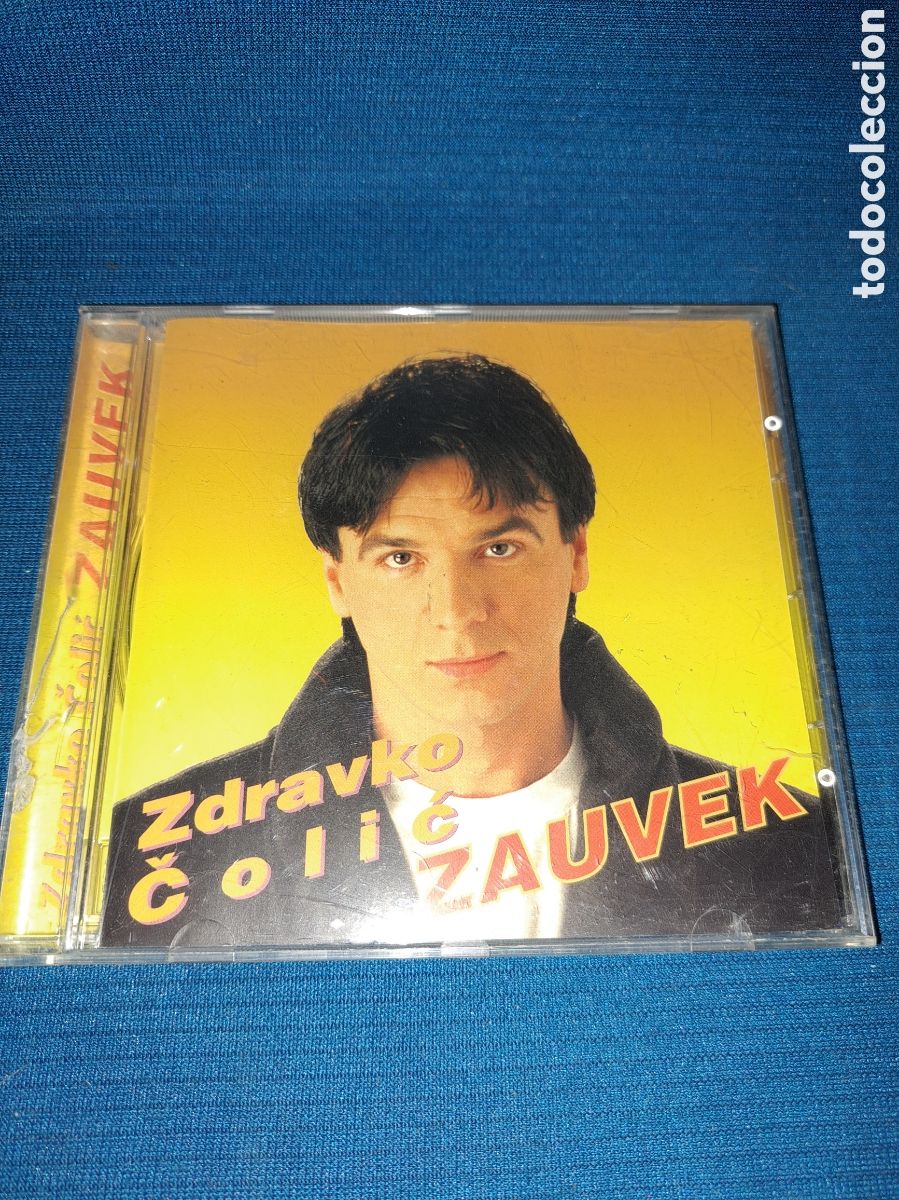 todocoleccion
Zdravko Čolić ZAUVEK
Zdravko
Čolić
ZAUVEK